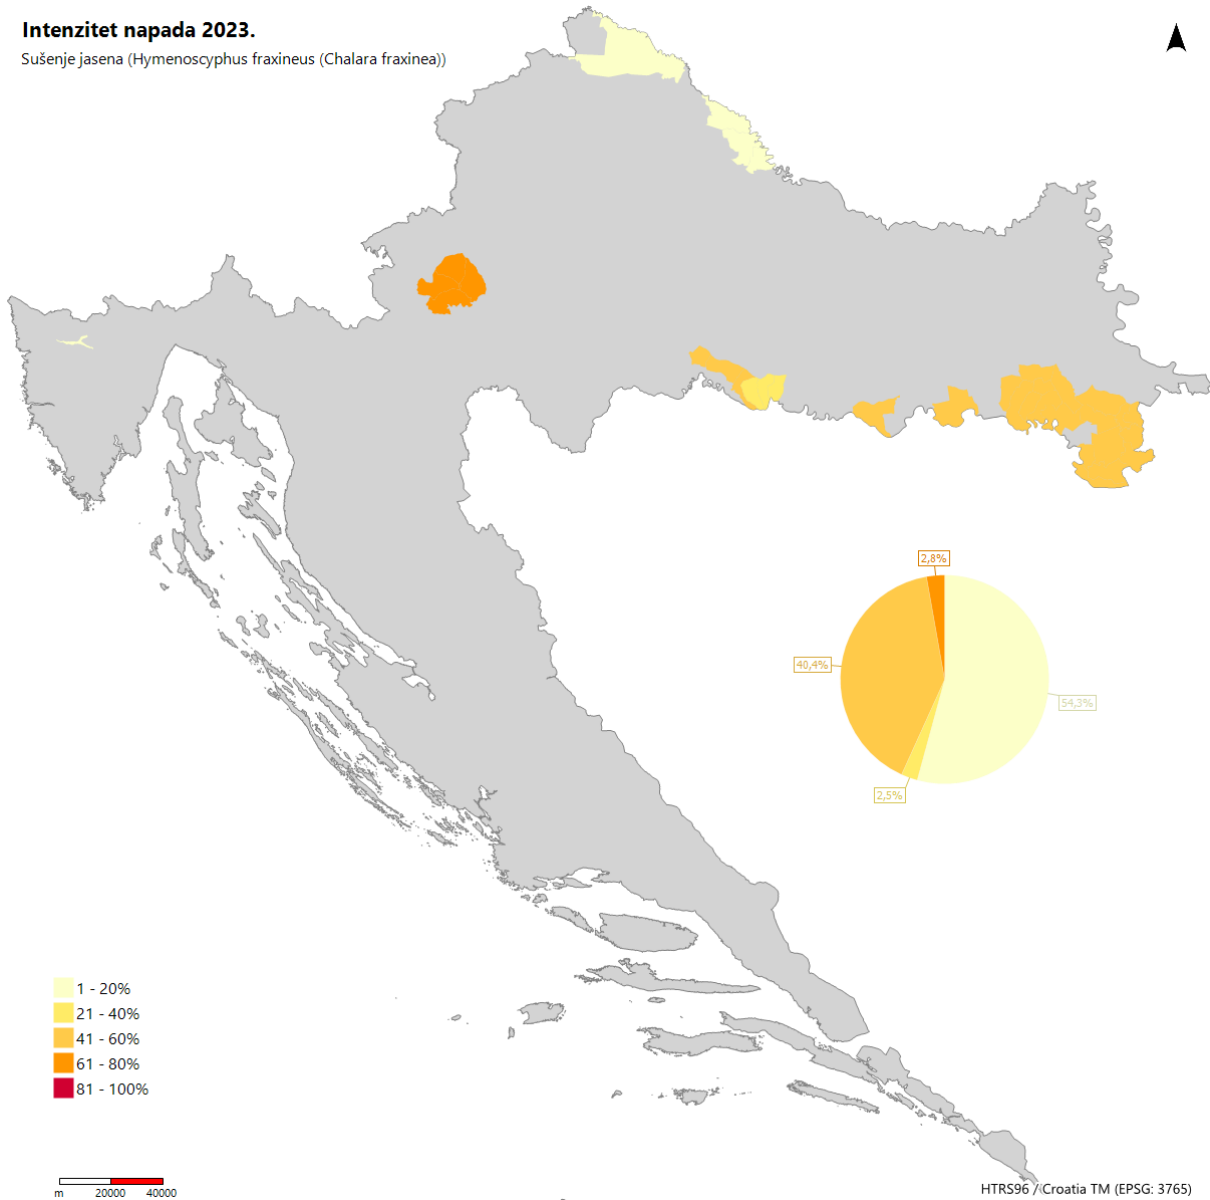 Intenzitet napada 2023.
Sušenje jasena (Hymenoscyphus fraxineus (Chalara fraxinea))
2,8%
40,4%
54,3%
2,5%
1 - 20%
21 - 40%
41 - 60%
61 - 80%
81 - 100%
m 20000 40000
HTRS96 / Croatia TM (EPSG: 3765)